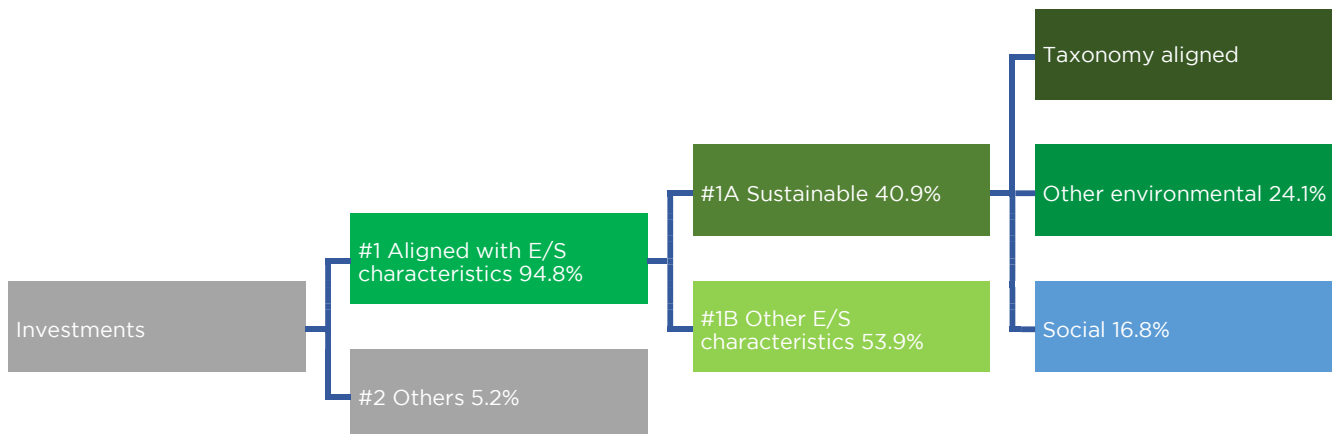 Investments
#1 Aligned with E/S
characteristics 94.8%
#2 Others 5.2%
#1A Sustainable 40.9%
#1B Other E/S
characteristics 53.9%
Taxonomy aligned
Other environmental 24.1%
Social 16.8%